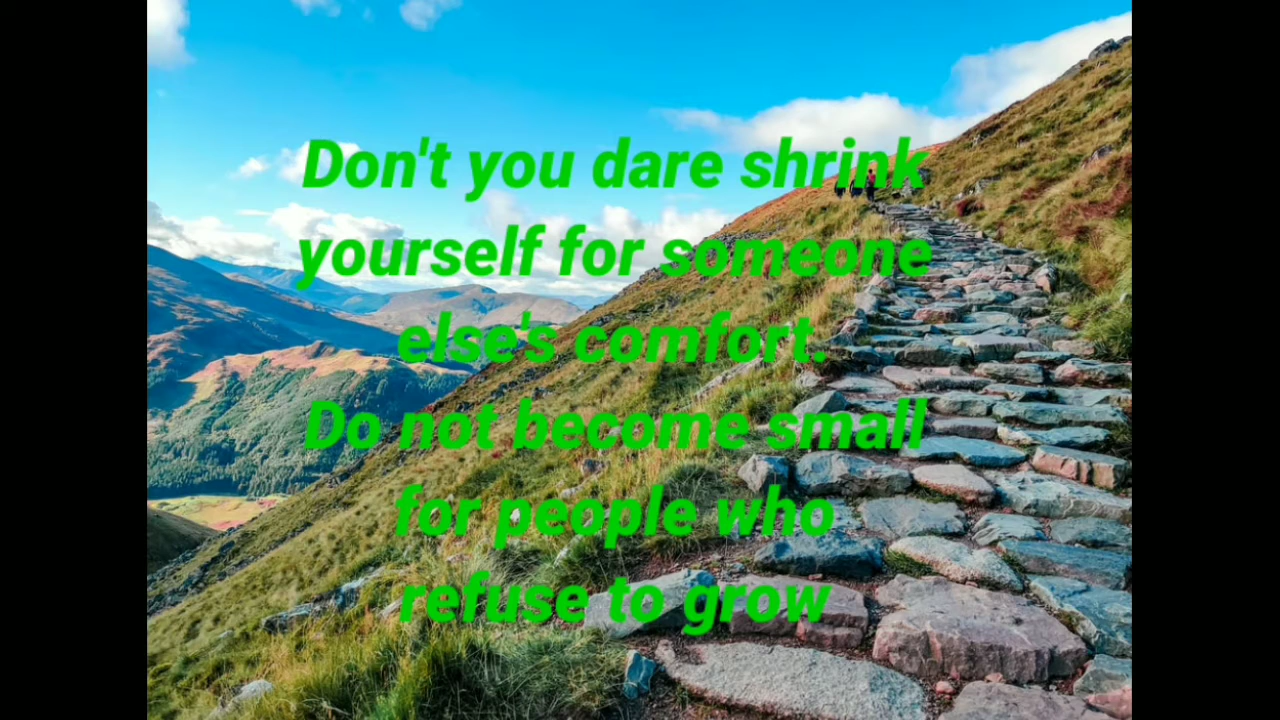 Don't you dare shrink
yourself for someone
else's comfort.
Do not become small
for people who
refuse to grow